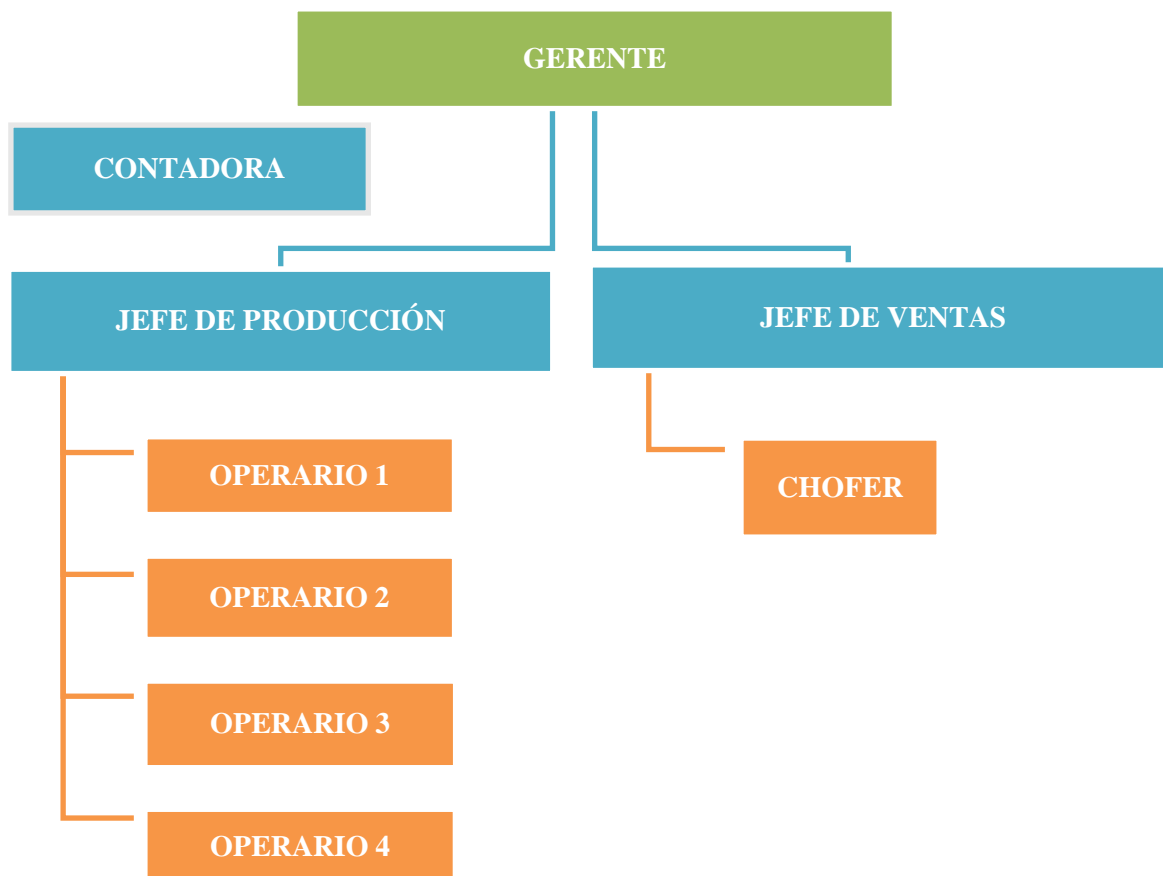 GERENTE
CONTADORA
JEFE DE PRODUCCIÓN
JEFE DE VENTAS
OPERARIO 1
CHOFER
OPERARIO 2
OPERARIO 3
OPERARIO 4